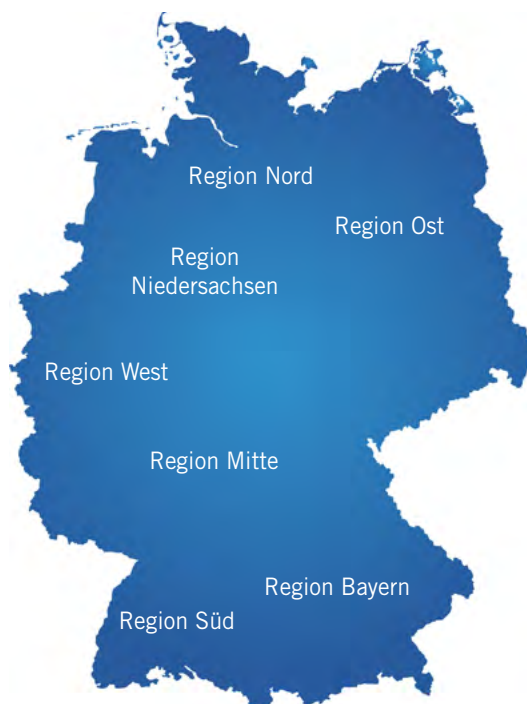 Region Nord
Region Ost
Region
Niedersachsen
Region West
Region Mitte
Region Bayern
Region Süd